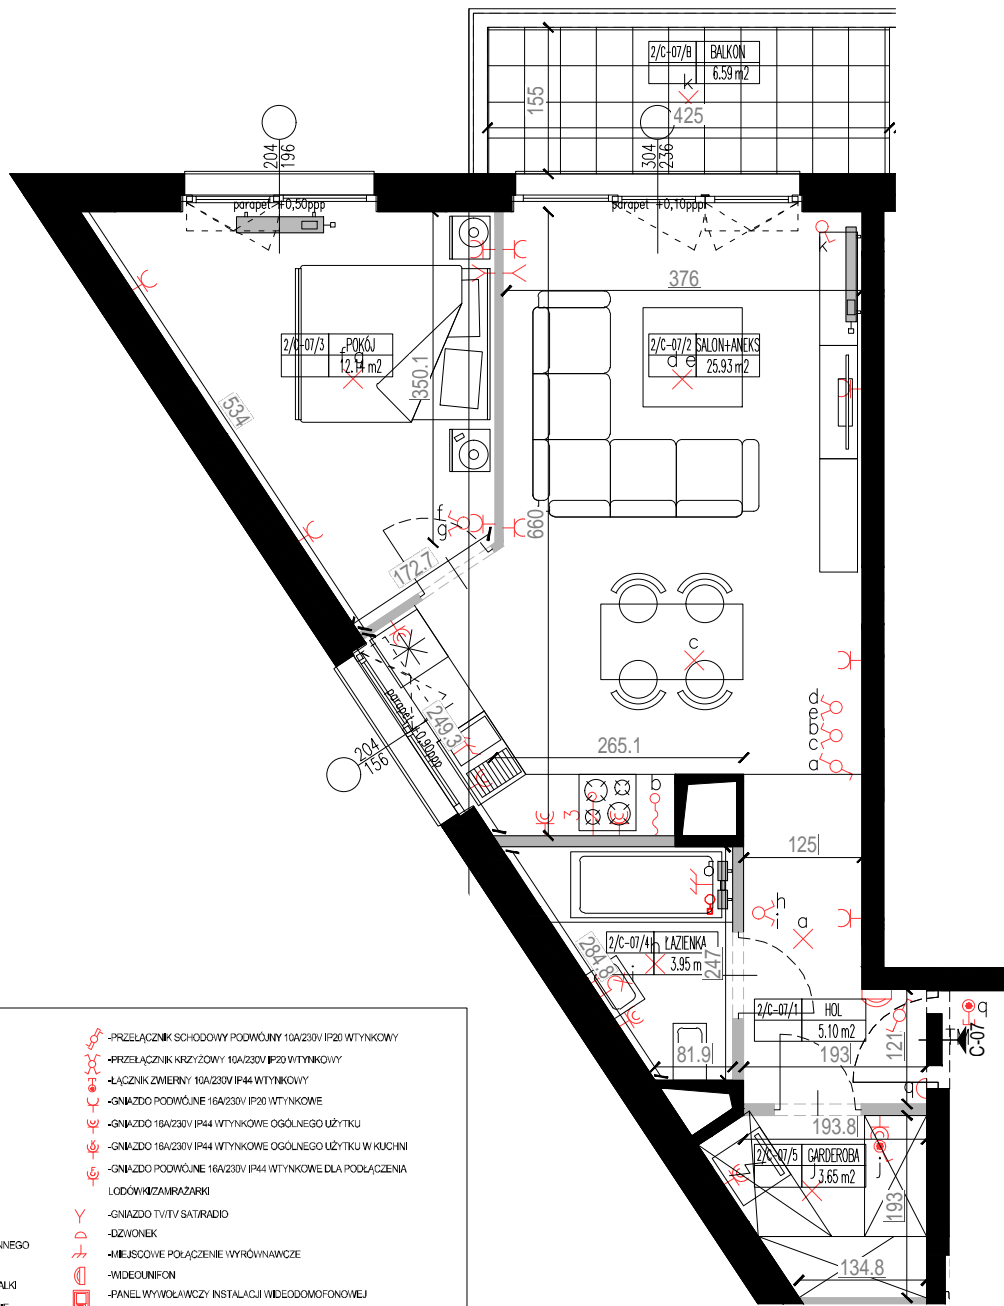 2/C-07/B BALKON
6.59 m2
k
155
425
204
196
304
236
parapet +0,50ppp
parapet +0,10ppp
376
2/C-07/3 POKÓJ
12.14 m2
f g
350.1
2/C-07/2 SALON+ANEKS
25.93 m2
d e
534
660
f
g
172.7
c
d
e
b
c
a
249.3
parapet +0,90ppp
204
156
265.1
b
125
h
i
a
2/C-07/4 ŁAZIENKA
3.95 m
h
i
247
284.8
2/C-07/1 HOL
5.10 m2
81.9
193
121
q
C-07
q
193.8
2/C-07/5 GARDEROBA
3.65 m2
j
j
193
134.8
-PRZEŁĄCZNIK SCHODOWY PODWÓJNY 10A/230V IP20 WTYNKOWY
-PRZEŁĄCZNIK KRZYŻOWY 10A/230V IP20 WTYNKOWY
-ŁĄCZNIK ZWIERNY 10A/230V IP44 WTYNKOWY
-GNIAZDO PODWÓJNE 16A/230V IP20 WTYNKOWE
-GNIAZDO 16A/230V IP44 WTYNKOWE OGÓLNEGO UŻYTKU
-GNIAZDO 16A/230V IP44 WTYNKOWE OGÓLNEGO UŻYTKU W KUCHNI
-GNIAZDO PODWÓJNE 16A/230V IP44 WTYNKOWE DLA PODŁĄCZENIA
LODÓWKI/ZAMRAŻARKI
-GNIAZDO TV/TV SAT/RADIO
-DZWONEK
NNEGO
-MIEJSCOWE POŁĄCZENIE WYRÓWNAWCZE
-WIDEOUNIFON
ALKI
-PANEL WYWOŁAWCZY INSTALACJI WIDEODOMOFONOWEJ